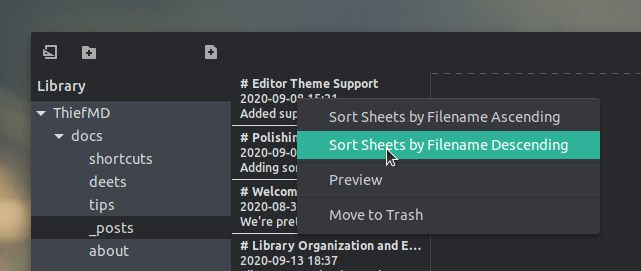 Library
ThiefMD
docs
shortcuts
deets
tips
_posts
about
# Editor Theme Support
2020-09-08 15:21
Added sup
# Polishin
2020-09-0
Adding so
# Welcom
2020-08-3
We're pre
# Library Organization and E...
2020-09-13 18:37
Sort Sheets by Filename Ascending
Sort Sheets by Filename Descending
Preview
Move to Trash